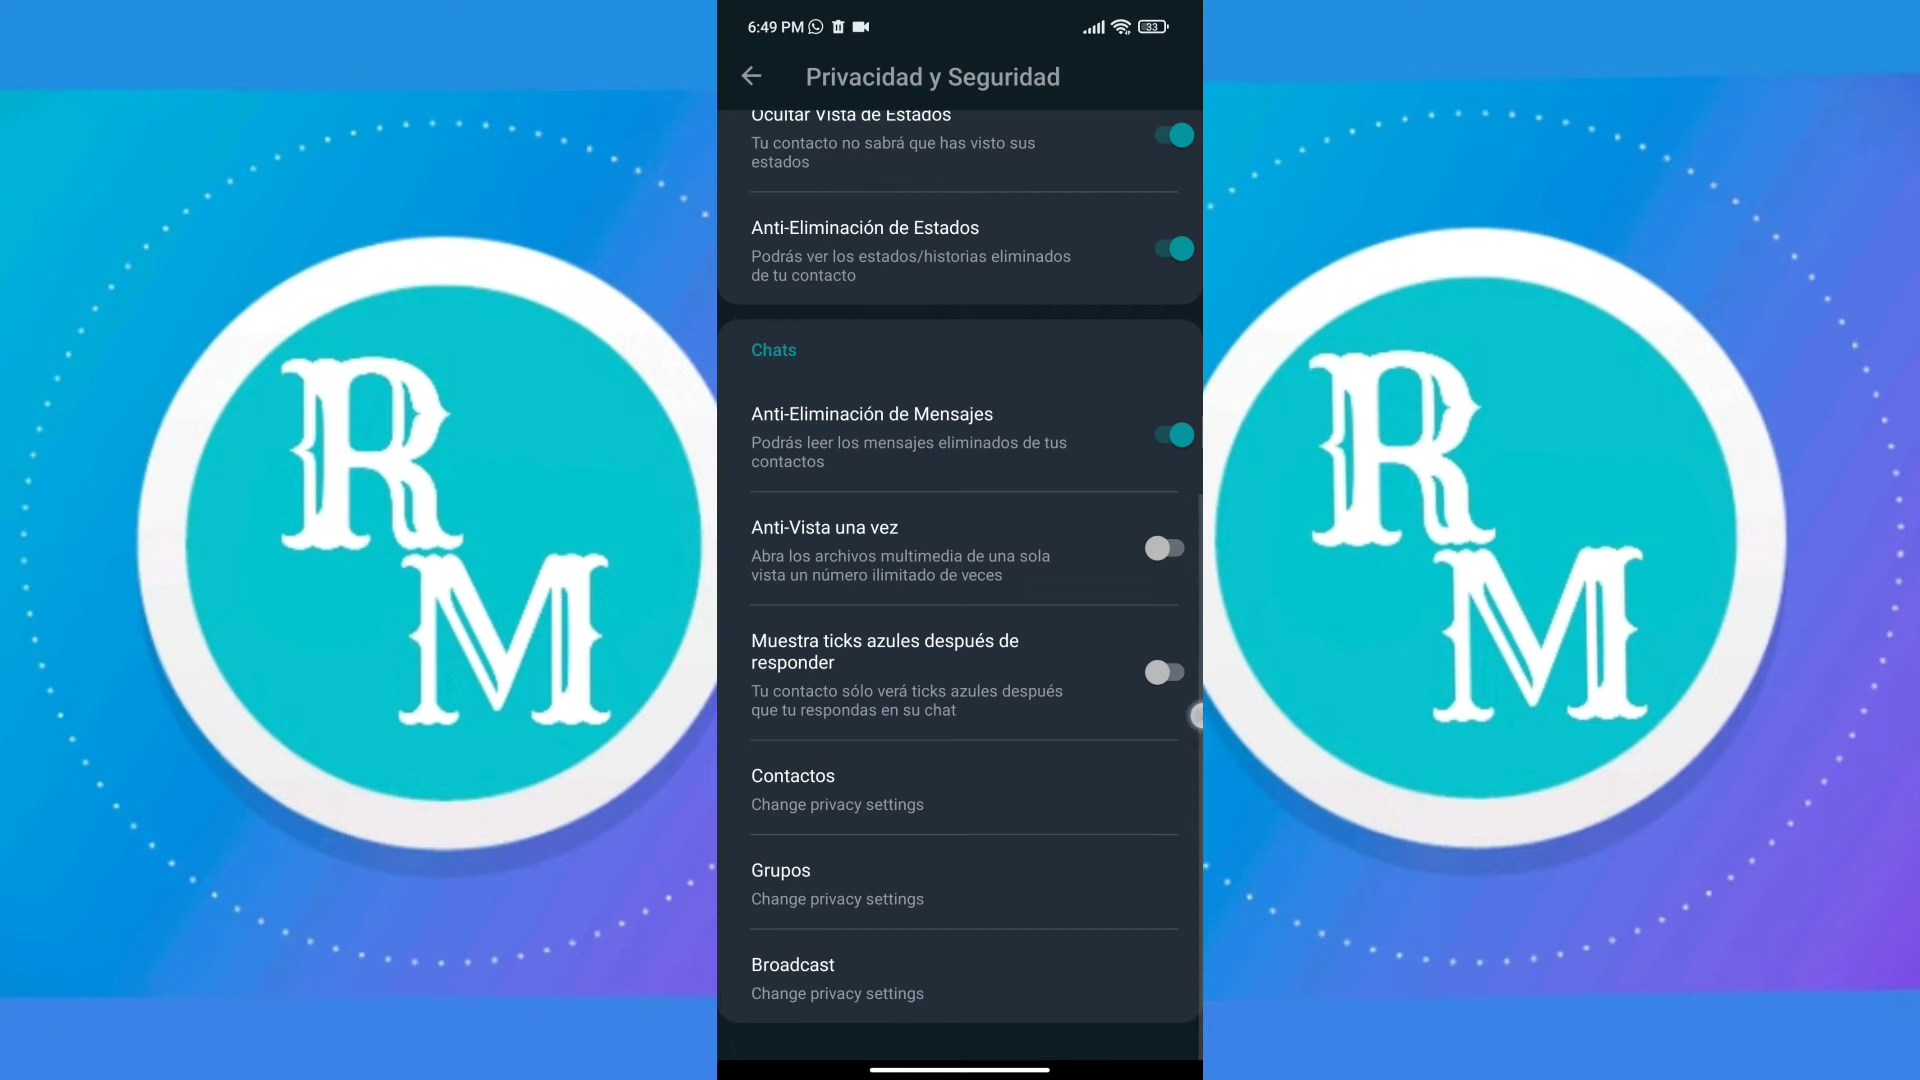 6:49 PM
33
Privacidad y Seguridad
Ocultar Vista de Estados
Tu contacto no sabrá que has visto sus
estados
Anti-Eliminación de Estados
Podrás ver los estados/historias eliminados
de tu contacto
Chats
Anti-Eliminación de Mensajes
Podrás leer los mensajes eliminados de tus
contactos
Anti-Vista una vez
Abra los archivos multimedia de una sola
vista un número ilimitado de veces
Muestra ticks azules después de
responder
Tu contacto sólo verá ticks azules después
que tu respondas en su chat
Contactos
Change privacy settings
Grupos
Change privacy settings
Broadcast
Change privacy settings
R
M
R
M